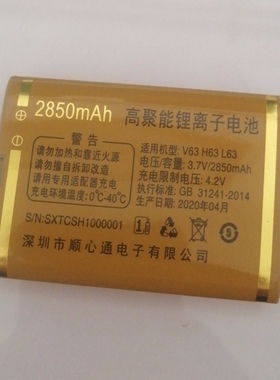 2850mAh 高聚能锂离子电池
警告
请勿加热和靠近火源
请勿擅自拆卸改造
请用专用适配器充电
充电环境温度：0℃-40℃
适用机型：V63 H63 L63
电压/容量：3.7V/2850mAh
充电限制电压：4.2V
执行标准：GB 31241-2014
生产日期：2020年04月
S/N:SXTCSH1000001
深圳市顺心通电子有限公司